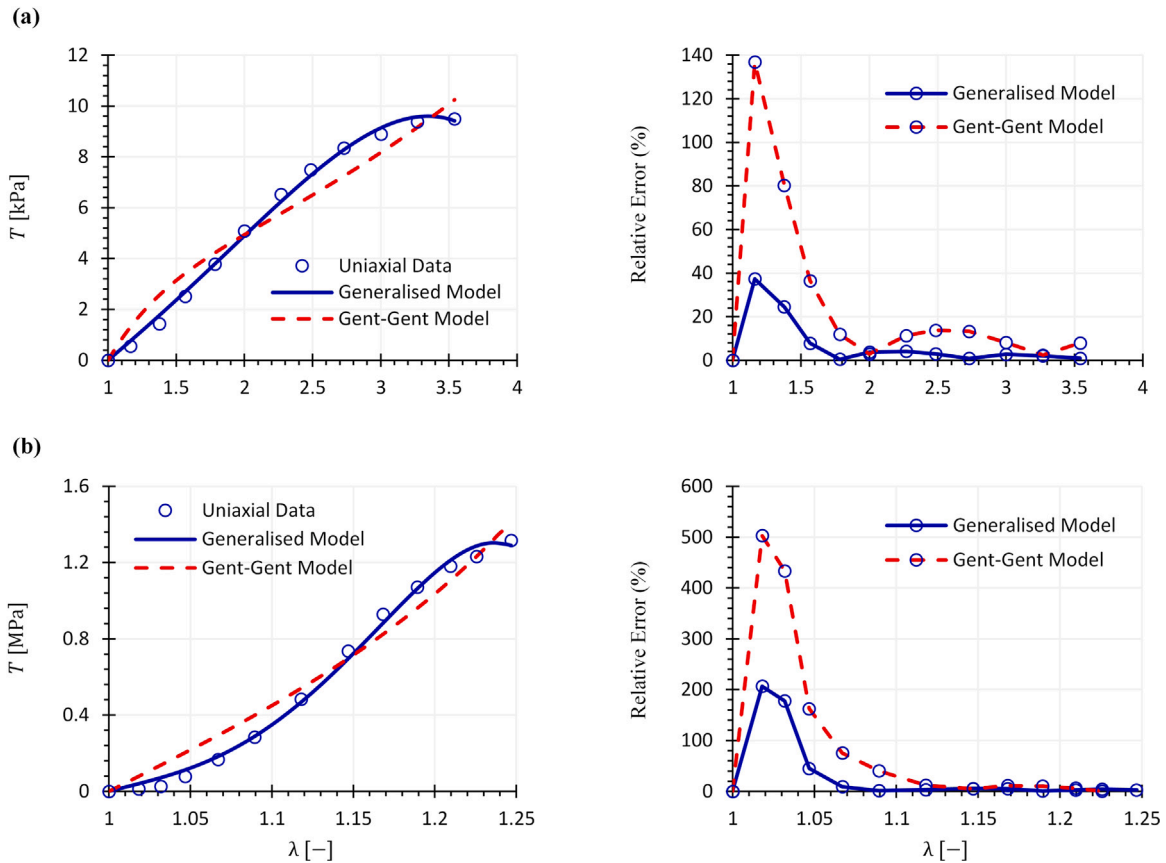 (a)
T [kPa]
12
10
8
6
4
2
0
1
1.5
2
2.5
3
3.5
4
Uniaxial Data
Generalised Model
Gent-Gent Model
Relative Error (%)
140
120
100
80
60
40
20
0
1
1.5
2
2.5
3
3.5
4
Generalised Model
Gent-Gent Model
(b)
T [MPa]
1.6
1.2
0.8
0.4
0
1
1.05
1.1
1.15
1.2
1.25
λ [−]
Uniaxial Data
Generalised Model
Gent-Gent Model
Relative Error (%)
600
500
400
300
200
100
0
1
1.05
1.1
1.15
1.2
1.25
λ [−]
Generalised Model
Gent-Gent Model